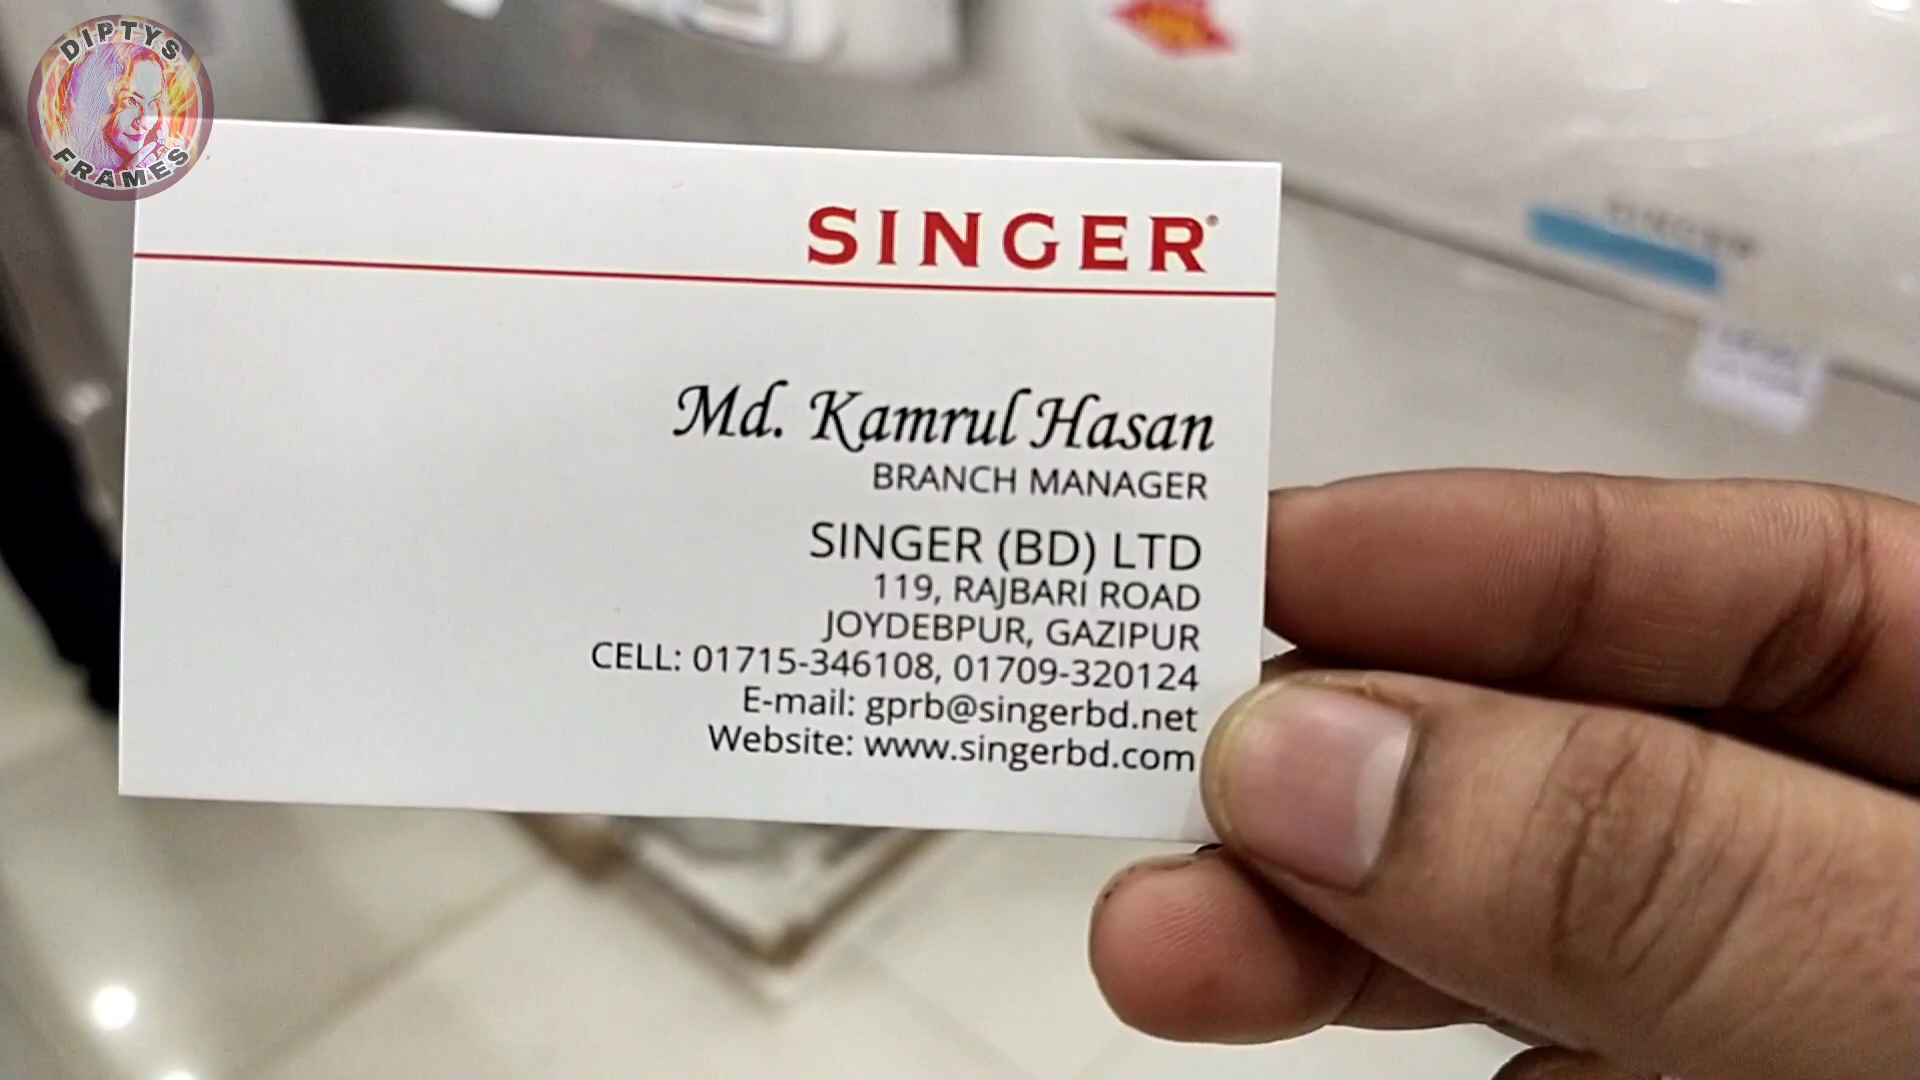 DIPTYS
FRAMES
SINGER®
Md. Kamrul Hasan
BRANCH MANAGER
SINGER (BD) LTD
119, RAJBARI ROAD
JOYDEBPUR, GAZIPUR
CELL: 01715-346108, 01709-320124
E-mail: gprb@singerbd.net
Website: www.singerbd.com
SINGER